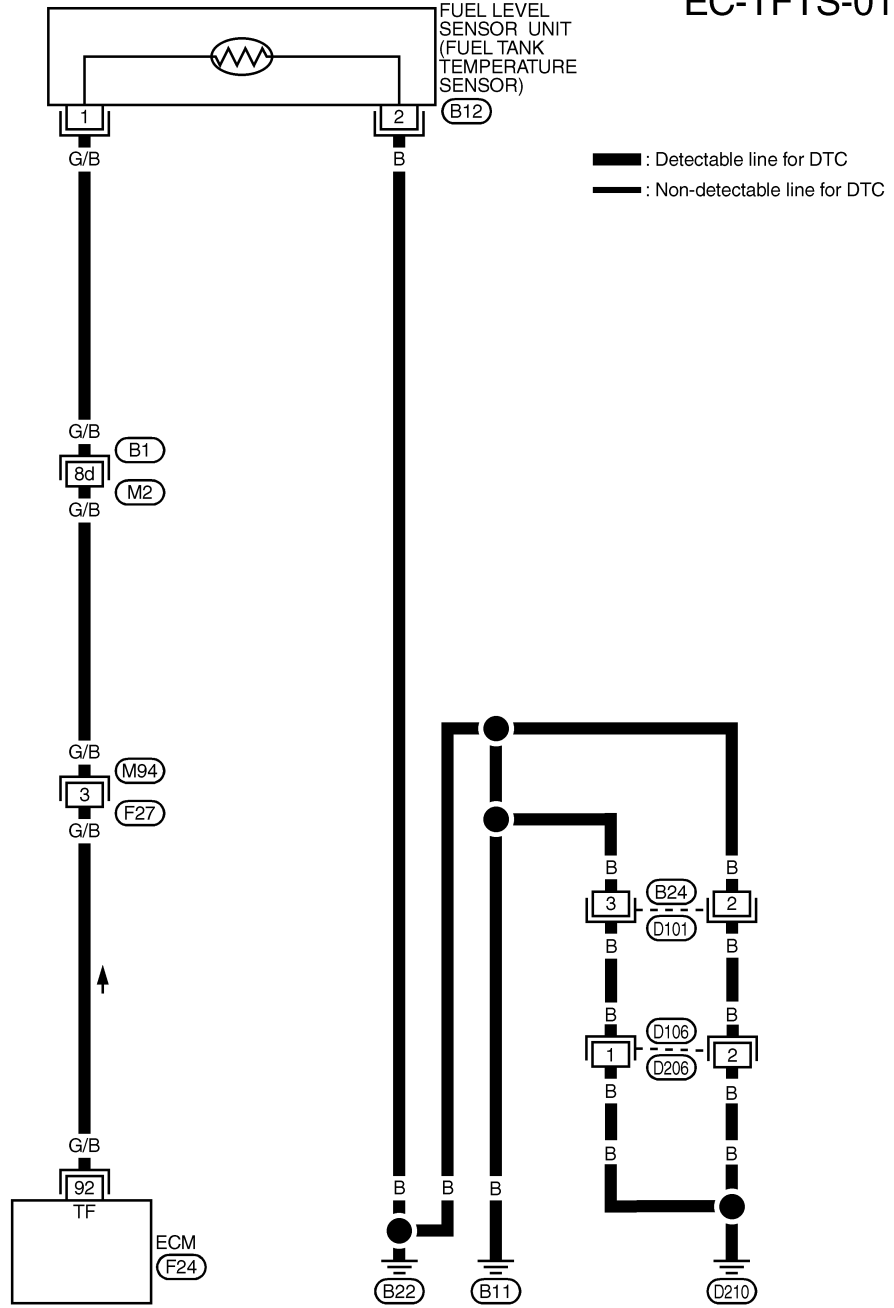 EC-TFTS-01
FUEL LEVEL
SENSOR UNIT
(FUEL TANK
TEMPERATURE
SENSOR)
1
2
B12
G/B
B
: Detectable line for DTC
: Non-detectable line for DTC
G/B
B1
8d
M2
G/B
G/B
M94
3
F27
G/B
B
B
3
B24
2
D101
B
B
B
B
D106
1
2
D206
B
B
G/B
B
B
92
B
B
B
TF
ECM
F24
B22
B11
D210